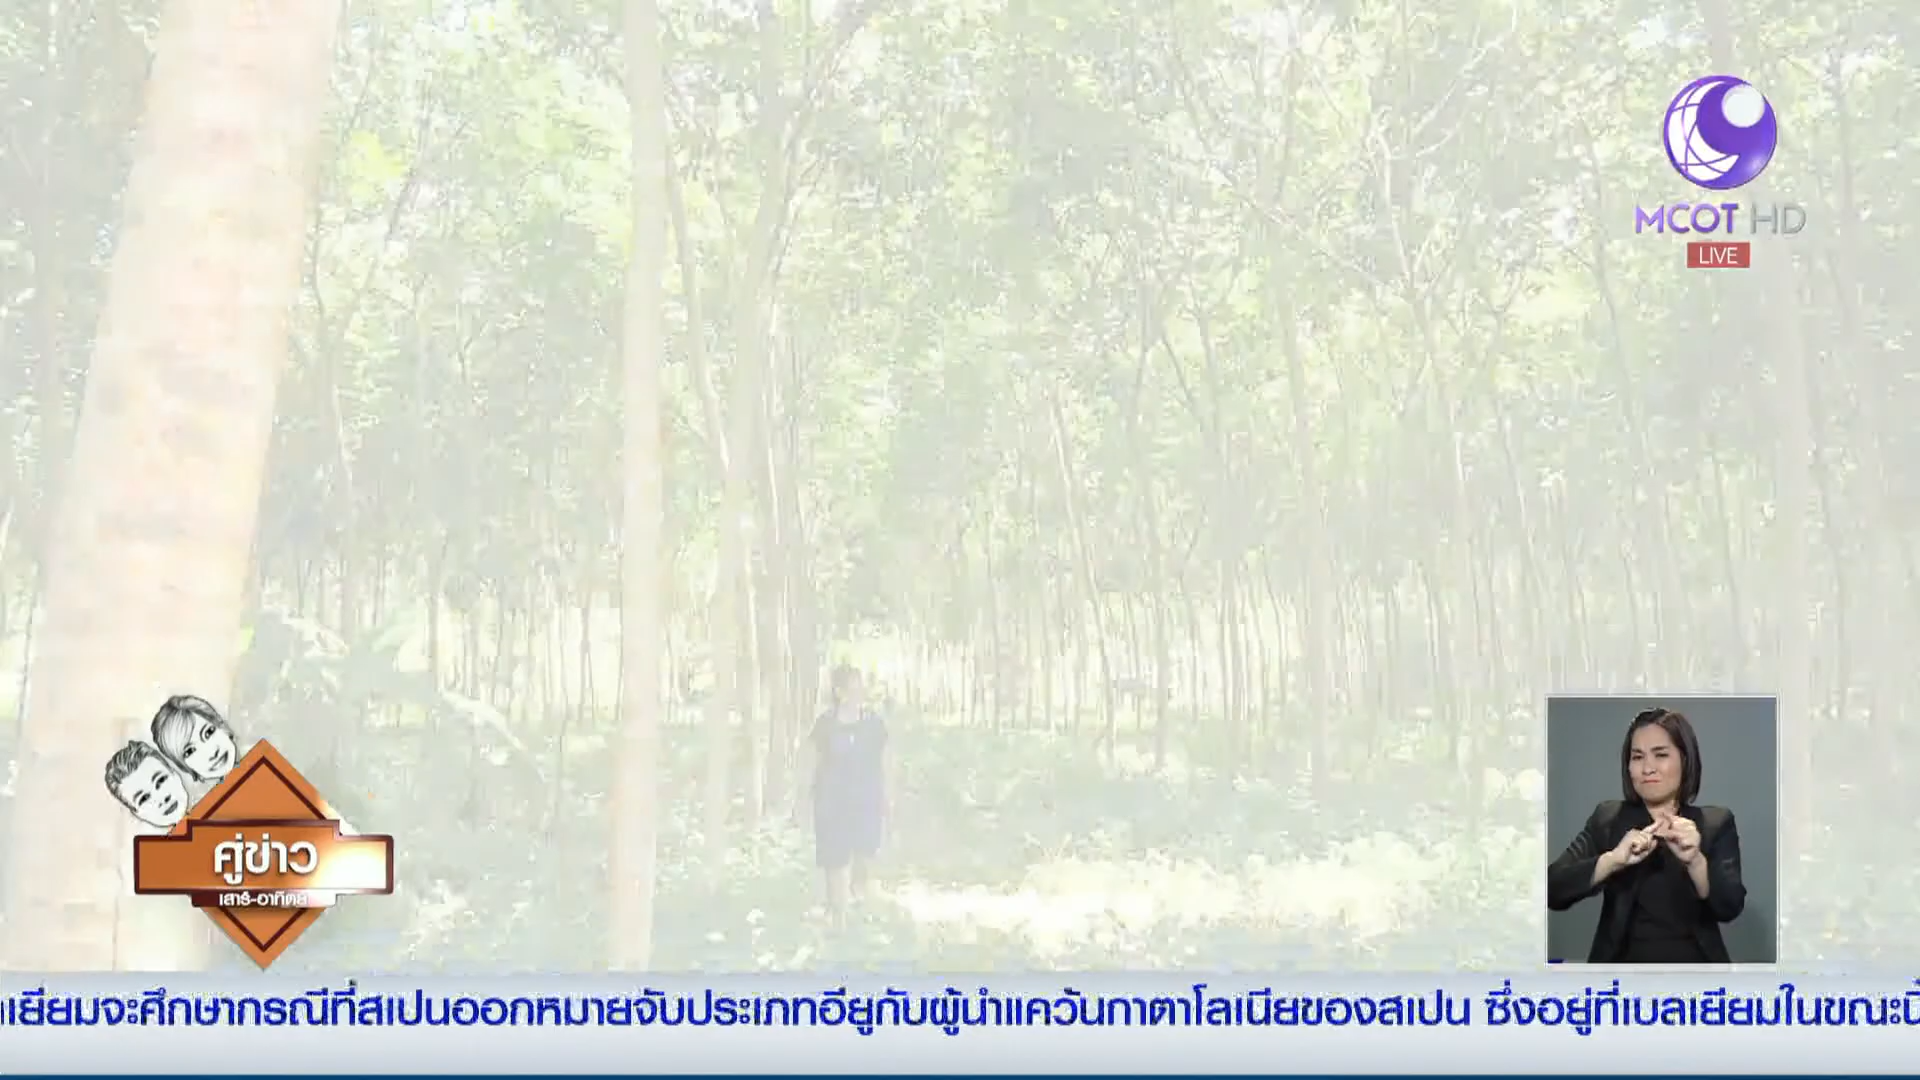 MCOT HD
LIVE
คู่ข่าว
เสาร์-อาทิตย์
เยียมจะศึกษากรณีที่สเปนออกหมายจับประเภทอียูกับผู้นำแคว้นกาตาโลเนียของสเปน ซึ่งอยู่ที่เบลเยียมในขณะนี้